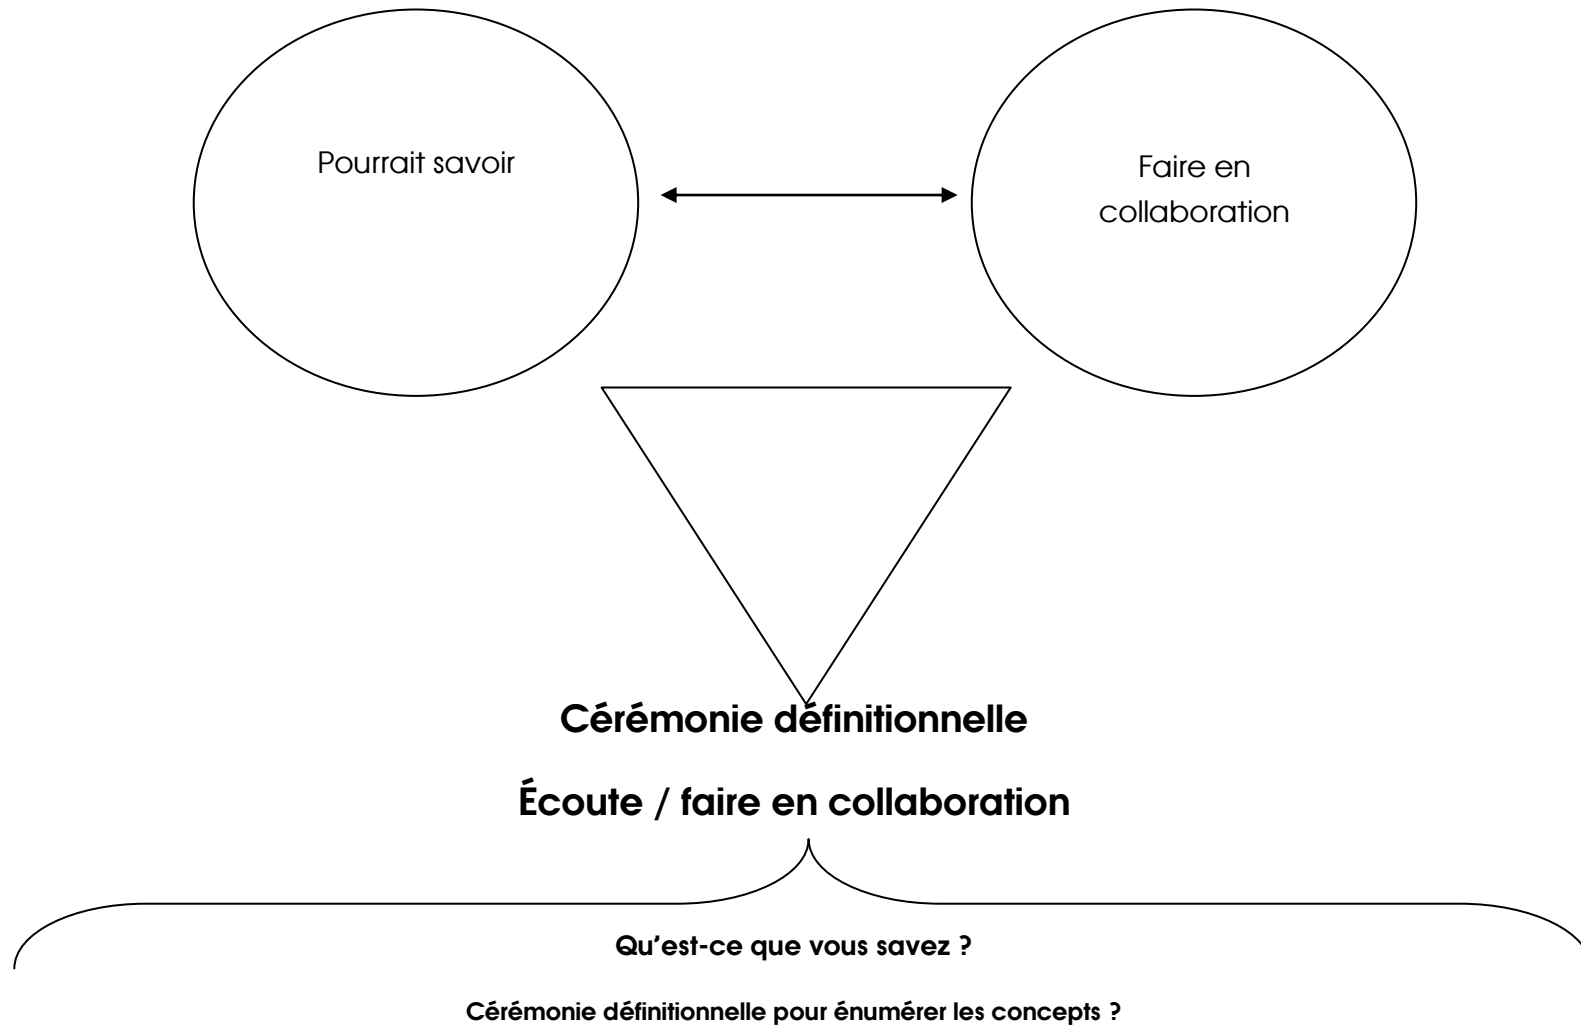 Pourrait savoir
Faire en
collaboration
Cérémonie définitionnelle
Écoute / faire en collaboration
Qu’est-ce que vous savez ?
Cérémonie définitionnelle pour énumérer les concepts ?